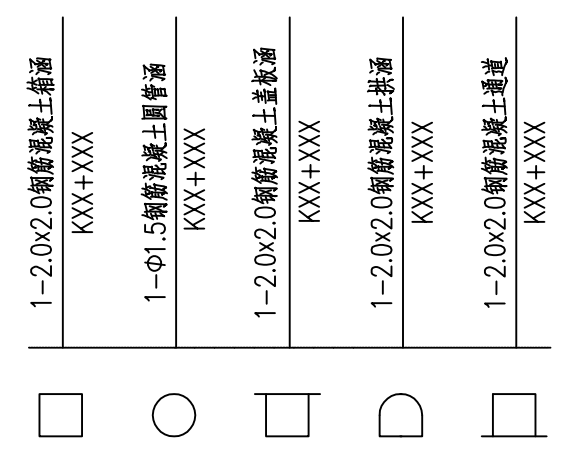 1-2.0x2.0钢筋混凝土箱涵
KXX+XXX
1-Φ1.5钢筋混凝土圆管涵
KXX+XXX
1-2.0x2.0钢筋混凝土盖板涵
KXX+XXX
1-2.0x2.0钢筋混凝土拱涵
KXX+XXX
1-2.0x2.0钢筋混凝土通道
KXX+XXX